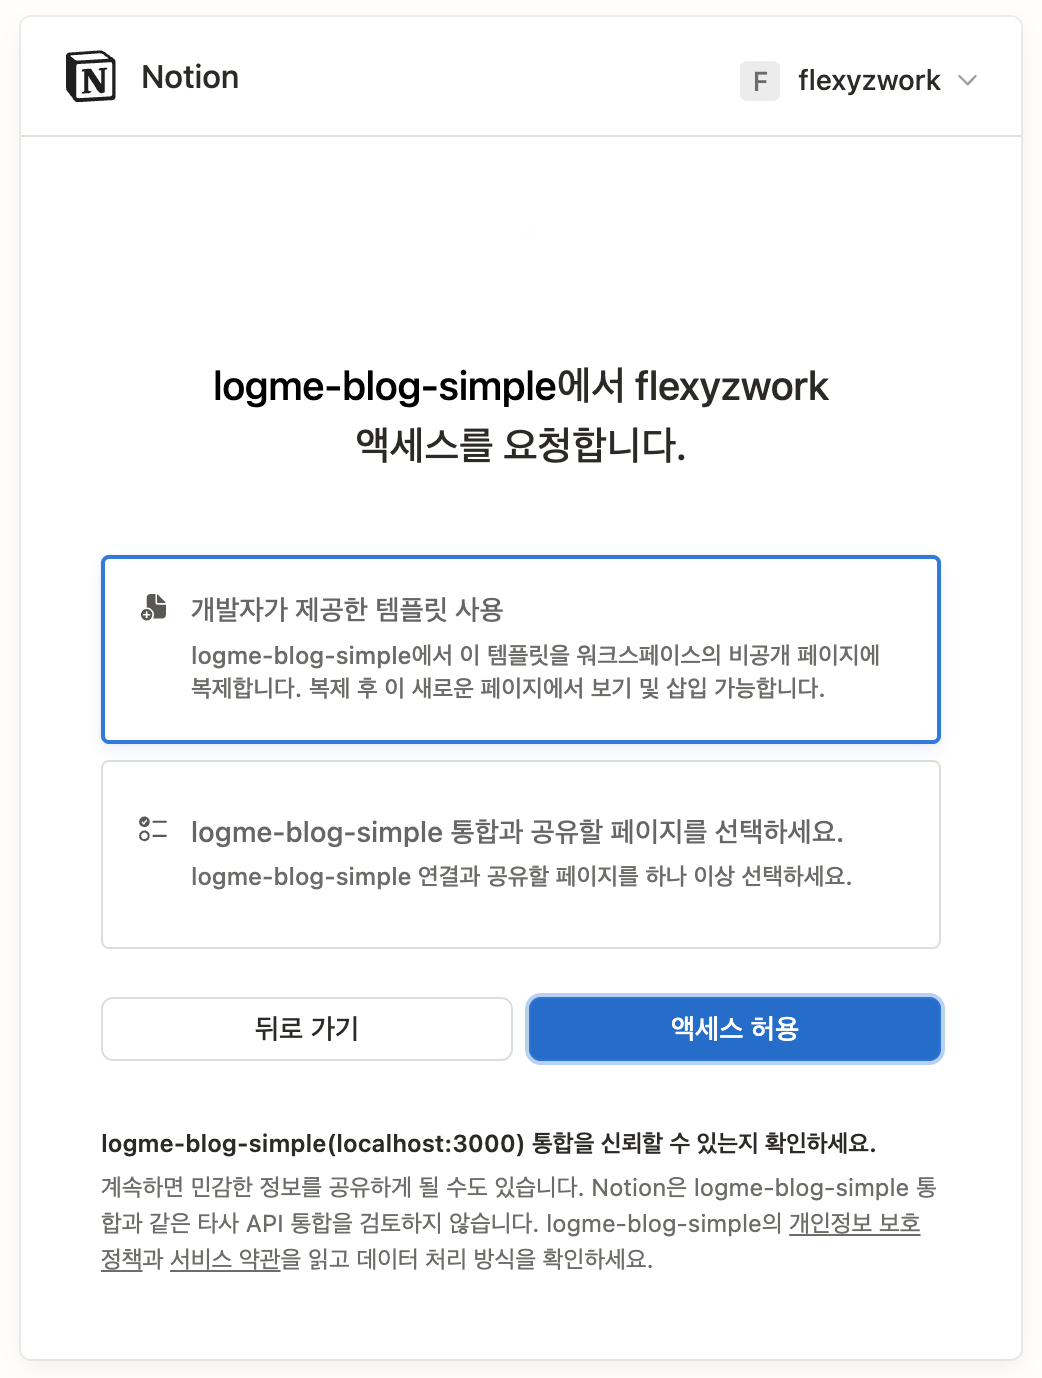 Notion
F flexyzwork
logme-blog-simple에서 flexyzwork
액세스를 요청합니다.
개발자가 제공한 템플릿 사용
logme-blog-simple에서 이 템플릿을 워크스페이스의 비공개 페이지에
복제합니다. 복제 후 이 새로운 페이지에서 보기 및 삽입 가능합니다.
logme-blog-simple 통합과 공유할 페이지를 선택하세요.
logme-blog-simple 연결과 공유할 페이지를 하나 이상 선택하세요.
뒤로 가기
액세스 허용
logme-blog-simple(localhost:3000) 통합을 신뢰할 수 있는지 확인하세요.
계속하면 민감한 정보를 공유하게 될 수도 있습니다. Notion은 logme-blog-simple 통
합과 같은 타사 API 통합을 검토하지 않습니다. logme-blog-simple의 개인정보 보호
정책과 서비스 약관을 읽고 데이터 처리 방식을 확인하세요.